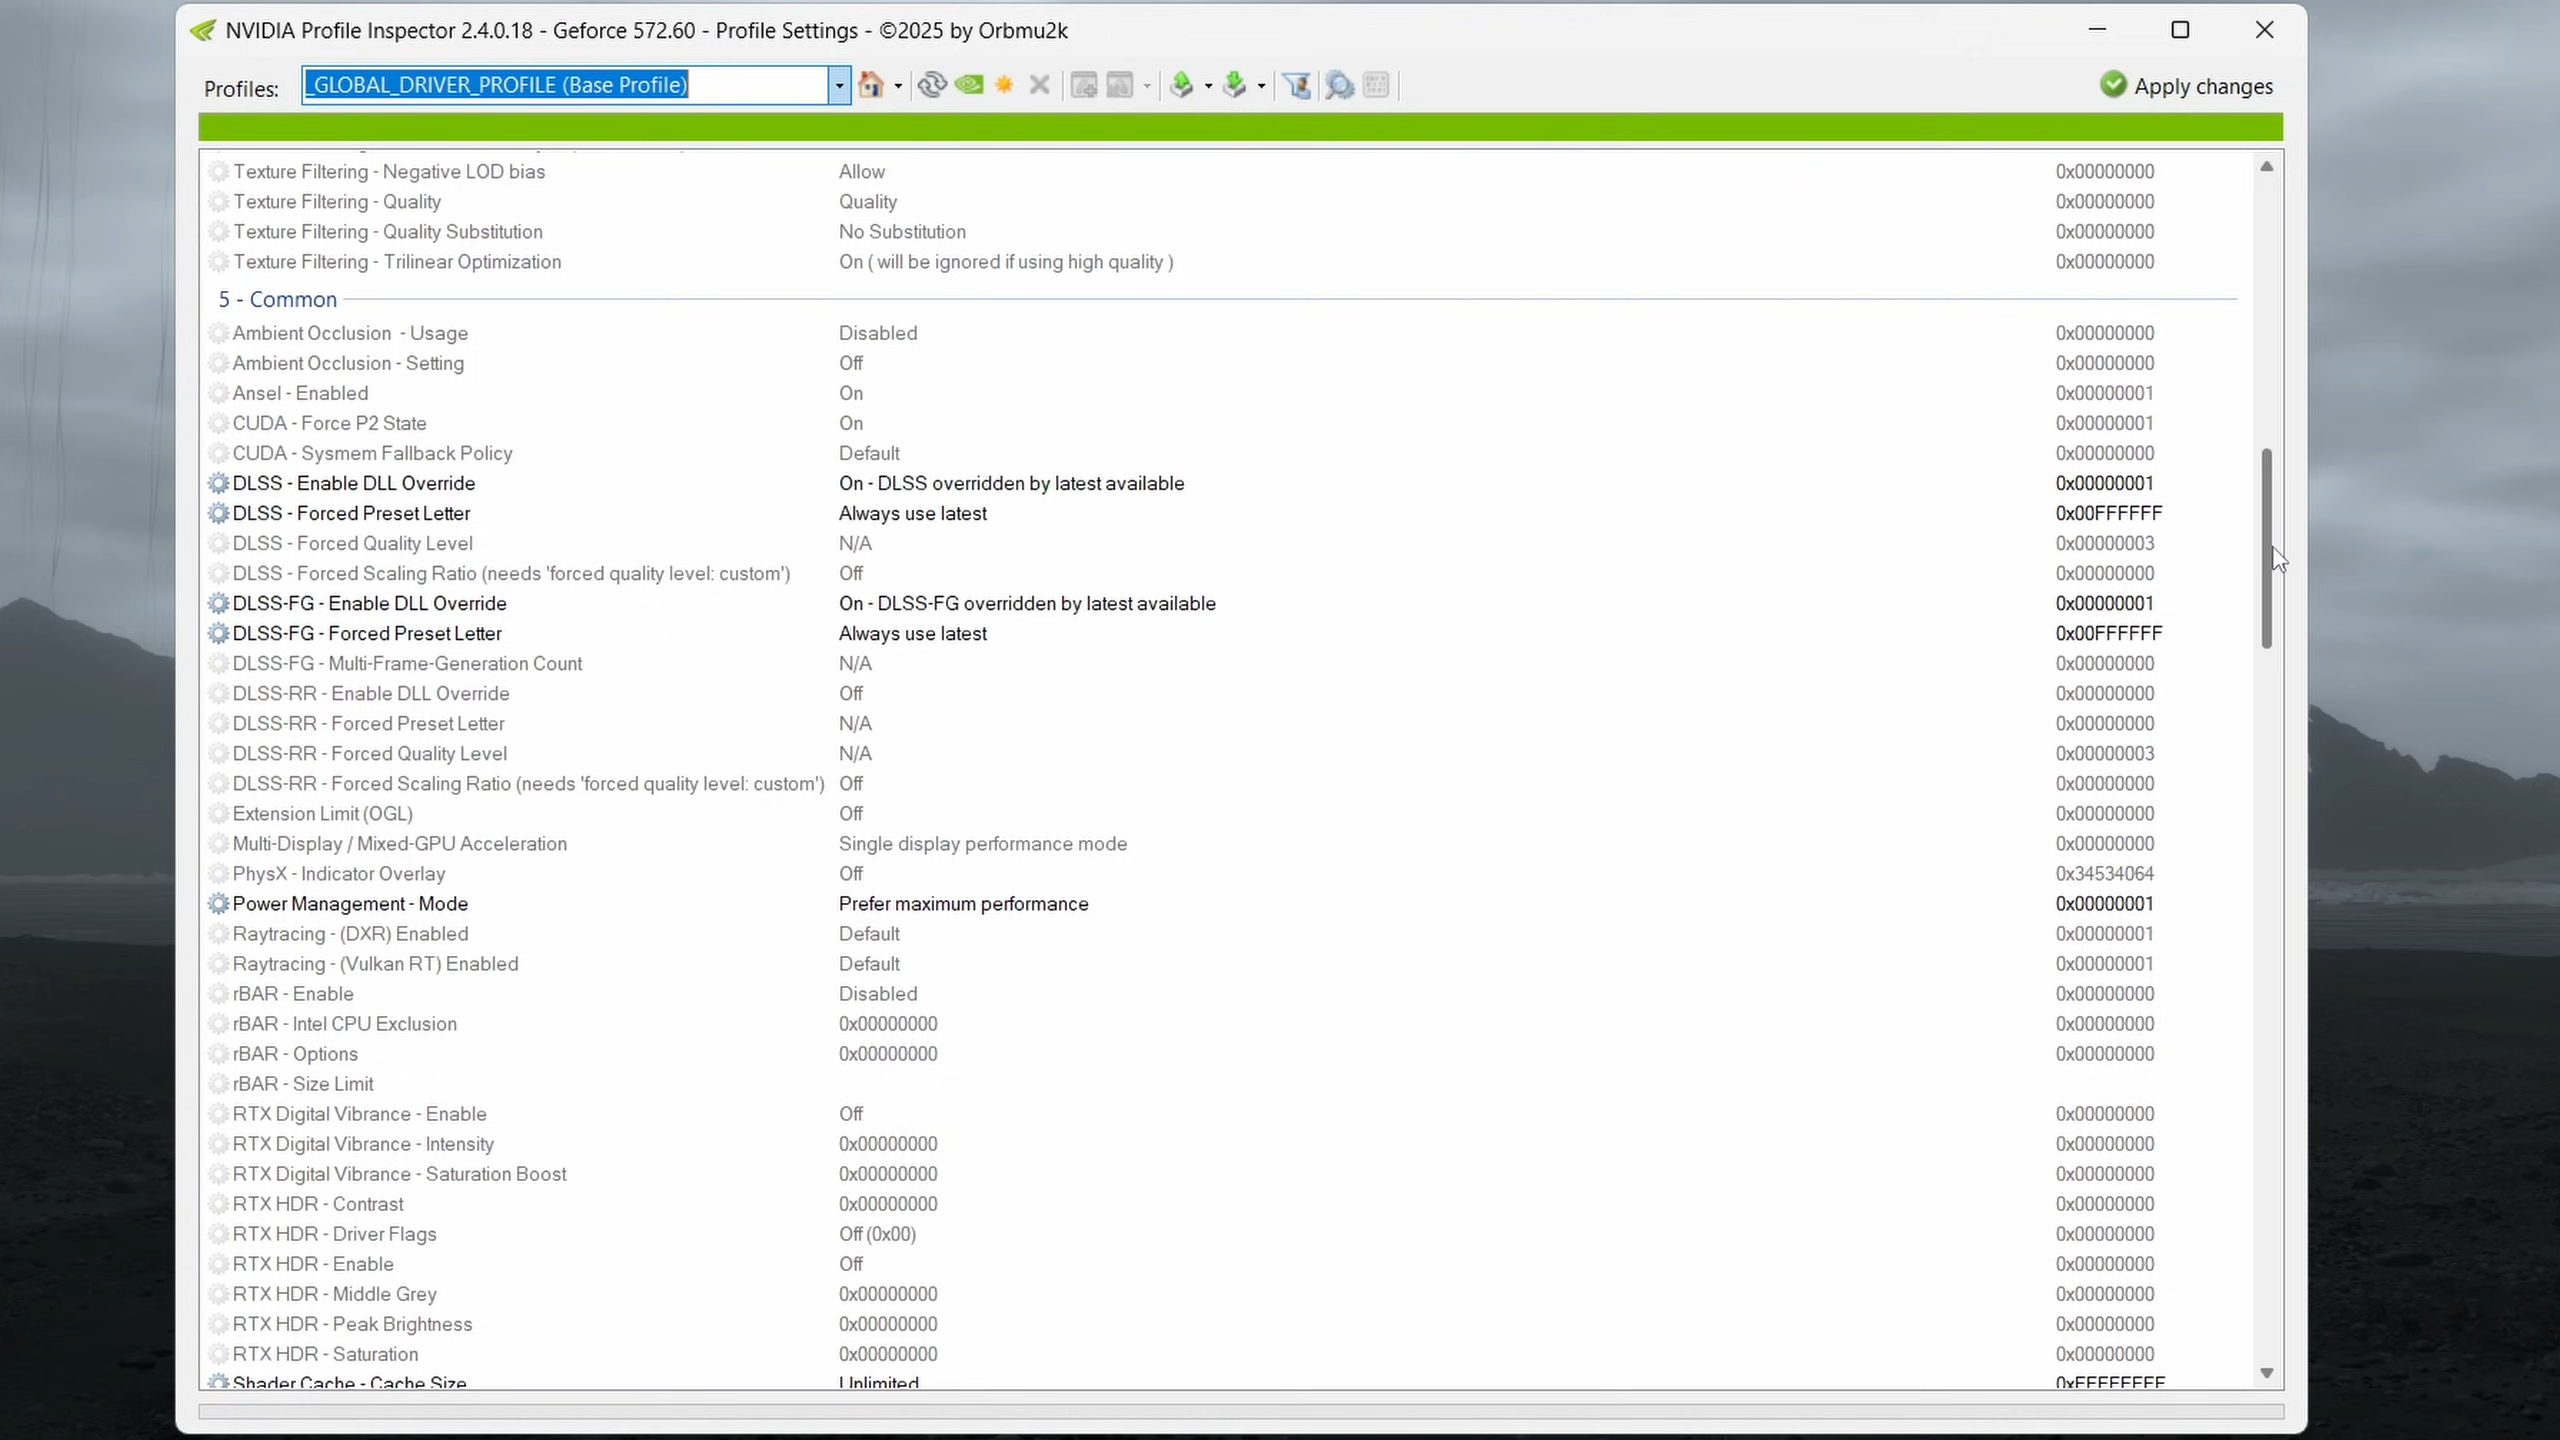 NVIDIA Profile Inspector 2.4.0.18 - Geforce 572.60 - Profile Settings - ©2025 by Orbmu2k
Profiles: _GLOBAL_DRIVER_PROFILE (Base Profile) Apply changes
Texture Filtering - Negative LOD bias Allow 0x00000000
Texture Filtering - Quality Quality 0x00000000
Texture Filtering - Quality Substitution No Substitution 0x00000000
Texture Filtering - Trilinear Optimization On ( will be ignored if using high quality ) 0x00000000
5 - Common
Ambient Occlusion - Usage Disabled 0x00000000
Ambient Occlusion - Setting Off 0x00000000
Ansel - Enabled On 0x00000001
CUDA - Force P2 State On 0x00000001
CUDA - Sysmem Fallback Policy Default 0x00000000
DLSS - Enable DLL Override On - DLSS overridden by latest available 0x00000001
DLSS - Forced Preset Letter Always use latest 0x00FFFFFF
DLSS - Forced Quality Level N/A 0x00000003
DLSS - Forced Scaling Ratio (needs 'forced quality level: custom') Off 0x00000000
DLSS-FG - Enable DLL Override On - DLSS-FG overridden by latest available 0x00000001
DLSS-FG - Forced Preset Letter Always use latest 0x00FFFFFF
DLSS-FG - Multi-Frame-Generation Count N/A 0x00000000
DLSS-RR - Enable DLL Override Off 0x00000000
DLSS-RR - Forced Preset Letter N/A 0x00000000
DLSS-RR - Forced Quality Level N/A 0x00000003
DLSS-RR - Forced Scaling Ratio (needs 'forced quality level: custom') Off 0x00000000
Extension Limit (OGL) Off 0x00000000
Multi-Display / Mixed-GPU Acceleration Single display performance mode 0x00000000
PhysX - Indicator Overlay Off 0x34534064
Power Management - Mode Prefer maximum performance 0x00000001
Raytracing - (DXR) Enabled Default 0x00000001
Raytracing - (Vulkan RT) Enabled Default 0x00000001
rBAR - Enable Disabled 0x00000000
rBAR - Intel CPU Exclusion 0x00000000 0x00000000
rBAR - Options 0x00000000 0x00000000
rBAR - Size Limit
RTX Digital Vibrance - Enable Off 0x00000000
RTX Digital Vibrance - Intensity 0x00000000 0x00000000
RTX Digital Vibrance - Saturation Boost 0x00000000 0x00000000
RTX HDR - Contrast 0x00000000 0x00000000
RTX HDR - Driver Flags Off (0x00) 0x00000000
RTX HDR - Enable Off 0x00000000
RTX HDR - Middle Grey 0x00000000 0x00000000
RTX HDR - Peak Brightness 0x00000000 0x00000000
RTX HDR - Saturation 0x00000000 0x00000000
Shader Cache - Cache Size Unlimited 0xFFFFFFFF